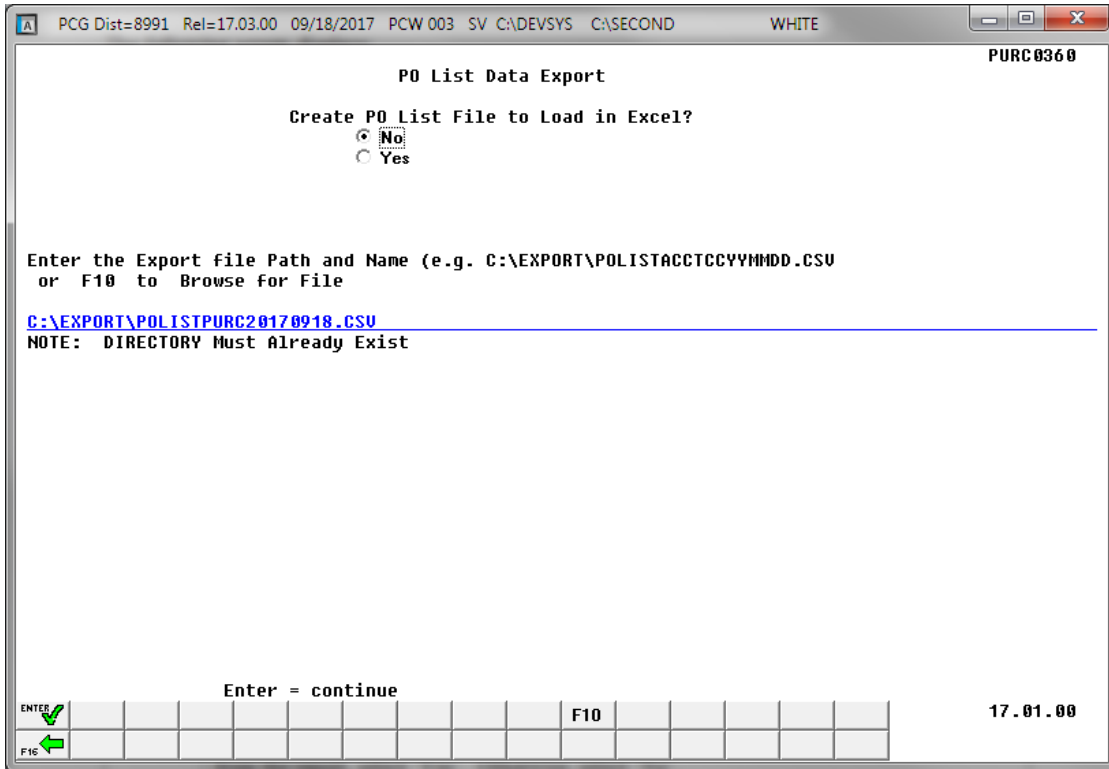 A PCG Dist=8991 Rel=17.03.00 09/18/2017 PCW 003 SV C:\DEVSYS C:\SECOND WHITE
PURC0360
PO List Data Export
Create PO List File to Load in Excel?
No
Yes
Enter the Export file Path and Name (e.g. C:\EXPORT\POLISTACCTCCYYMMDD.CSV
or F10 to Browse for File
C:\EXPORT\POLISTPURC20170918.CSV
NOTE: DIRECTORY Must Already Exist
Enter = continue
ENTER F10 17.01.00
F16